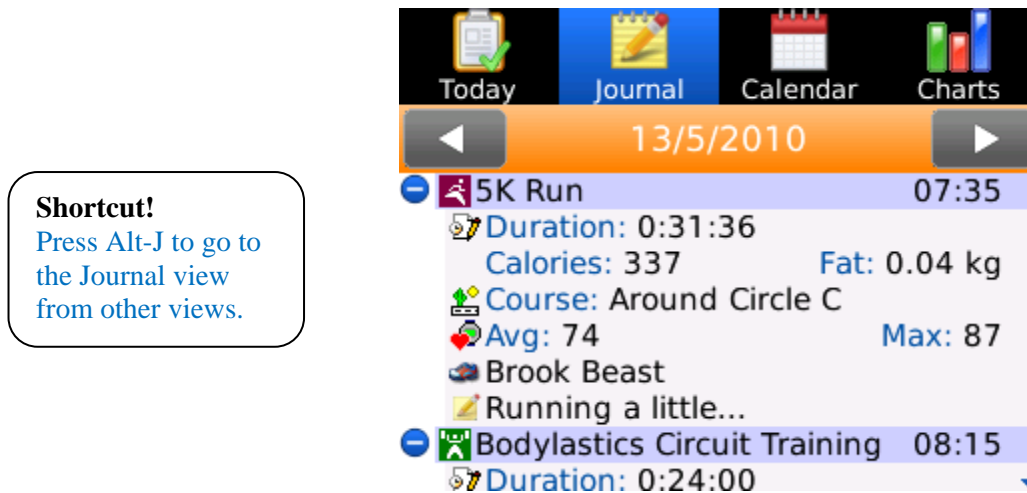 Shortcut!
Press Alt-J to go to
the Journal view
from other views.
Today Journal Calendar Charts
13/5/2010
5K Run 07:35
Duration: 0:31:36
Calories: 337 Fat: 0.04 kg
Course: Around Circle C
Avg: 74 Max: 87
Brook Beast
Running a little...
Bodylastics Circuit Training 08:15
Duration: 0:24:00